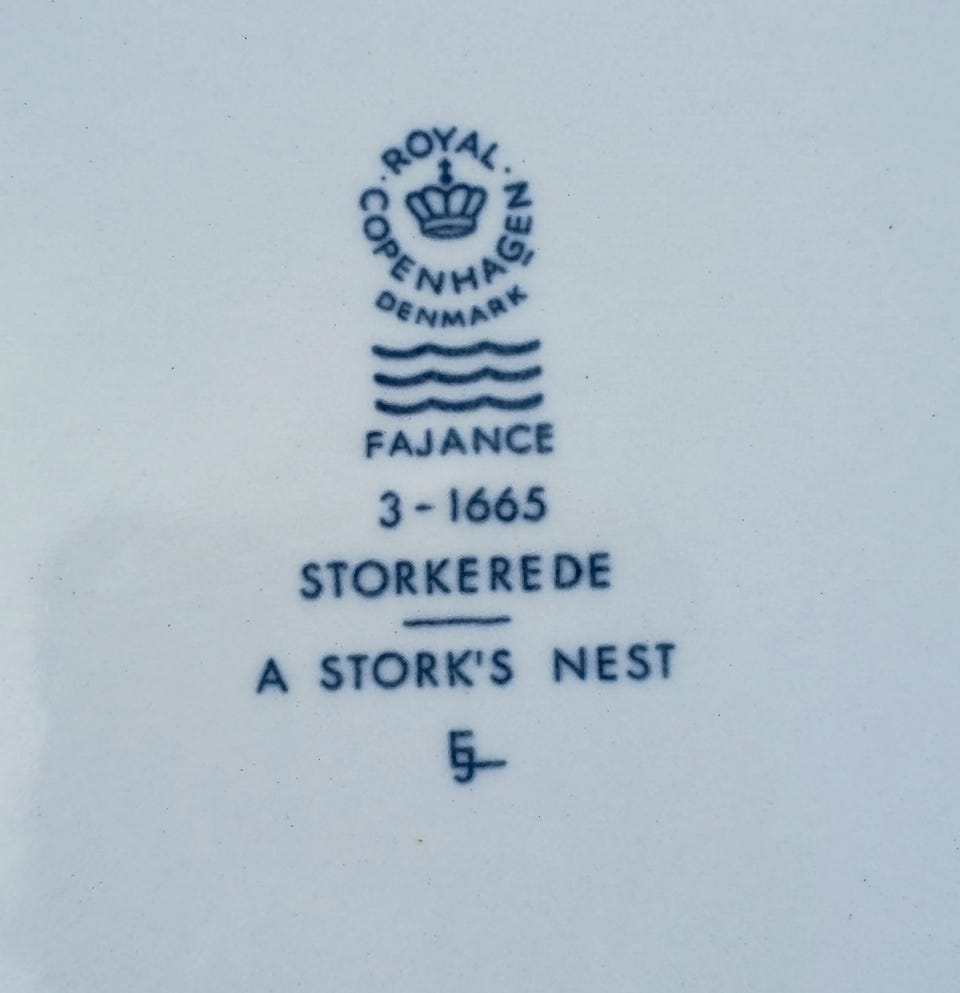 ROYAL
COPENHAGEN
DENMARK
FAJANCE
3-1665
STORKEREDE
A STORK'S NEST